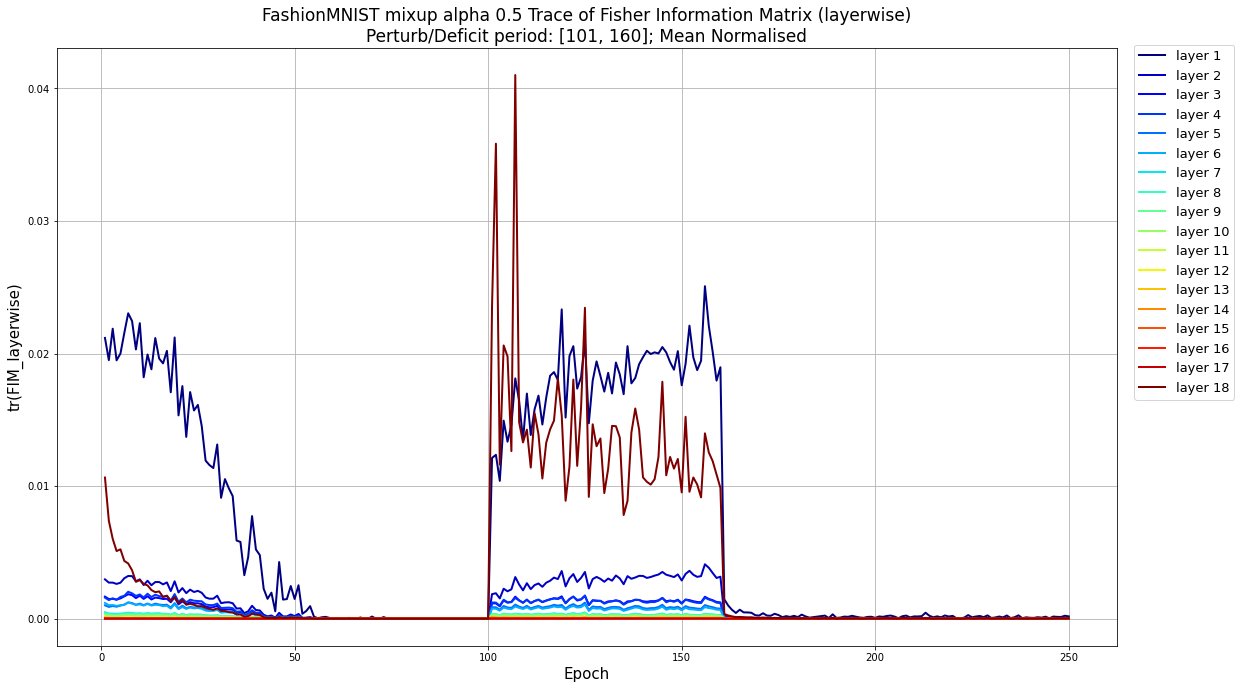 FashionMNIST mixup alpha 0.5 Trace of Fisher Information Matrix (layerwise)
Perturb/Deficit period: [101, 160]; Mean Normalised
tr(FIM_layerwise)
0.04
0.03
0.02
0.01
0.00
0
50
100
150
200
250
Epoch
layer 1
layer 2
layer 3
layer 4
layer 5
layer 6
layer 7
layer 8
layer 9
layer 10
layer 11
layer 12
layer 13
layer 14
layer 15
layer 16
layer 17
layer 18